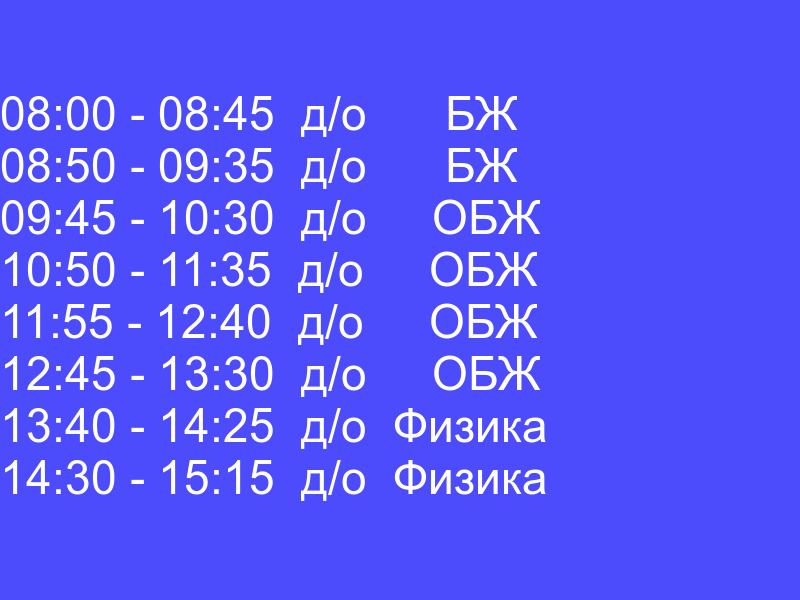 08:00 - 08:45 д/о БЖ
08:50 - 09:35 д/о БЖ
09:45 - 10:30 д/о ОБЖ
10:50 - 11:35 д/о ОБЖ
11:55 - 12:40 д/о ОБЖ
12:45 - 13:30 д/о ОБЖ
13:40 - 14:25 д/о Физика
14:30 - 15:15 д/о Физика